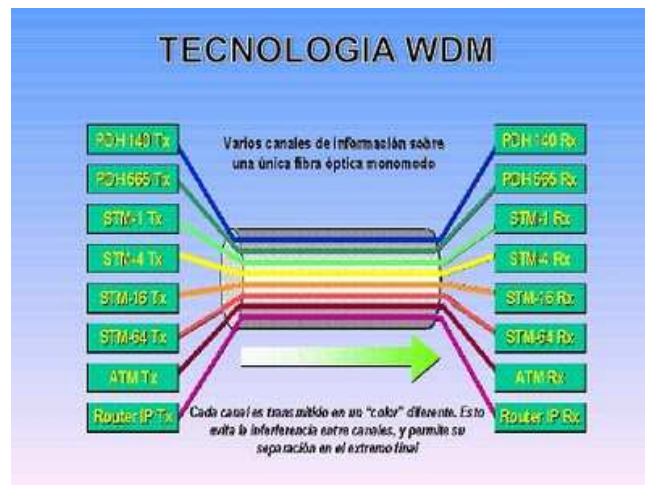 TECNOLOGIA WDM
Varios canales de información sobre
una única fibra óptica monomodo
PDH 140 Tx
PDH 565 Tx
STM-1 Tx
STM-4 Tx
STM-16 Tx
STM-64 Tx
ATM Tx
Router IP Tx
PDH 140 Rx
PDH 565 Rx
STM-1 Rx
STM-4 Rx
STM-16 Rx
STM-64 Rx
ATM Rx
Router IP Rx
Cada canal es transmitido en un "color" diferente. Esto
evita la interferencia entre canales, y permite su
separación en el extremo final